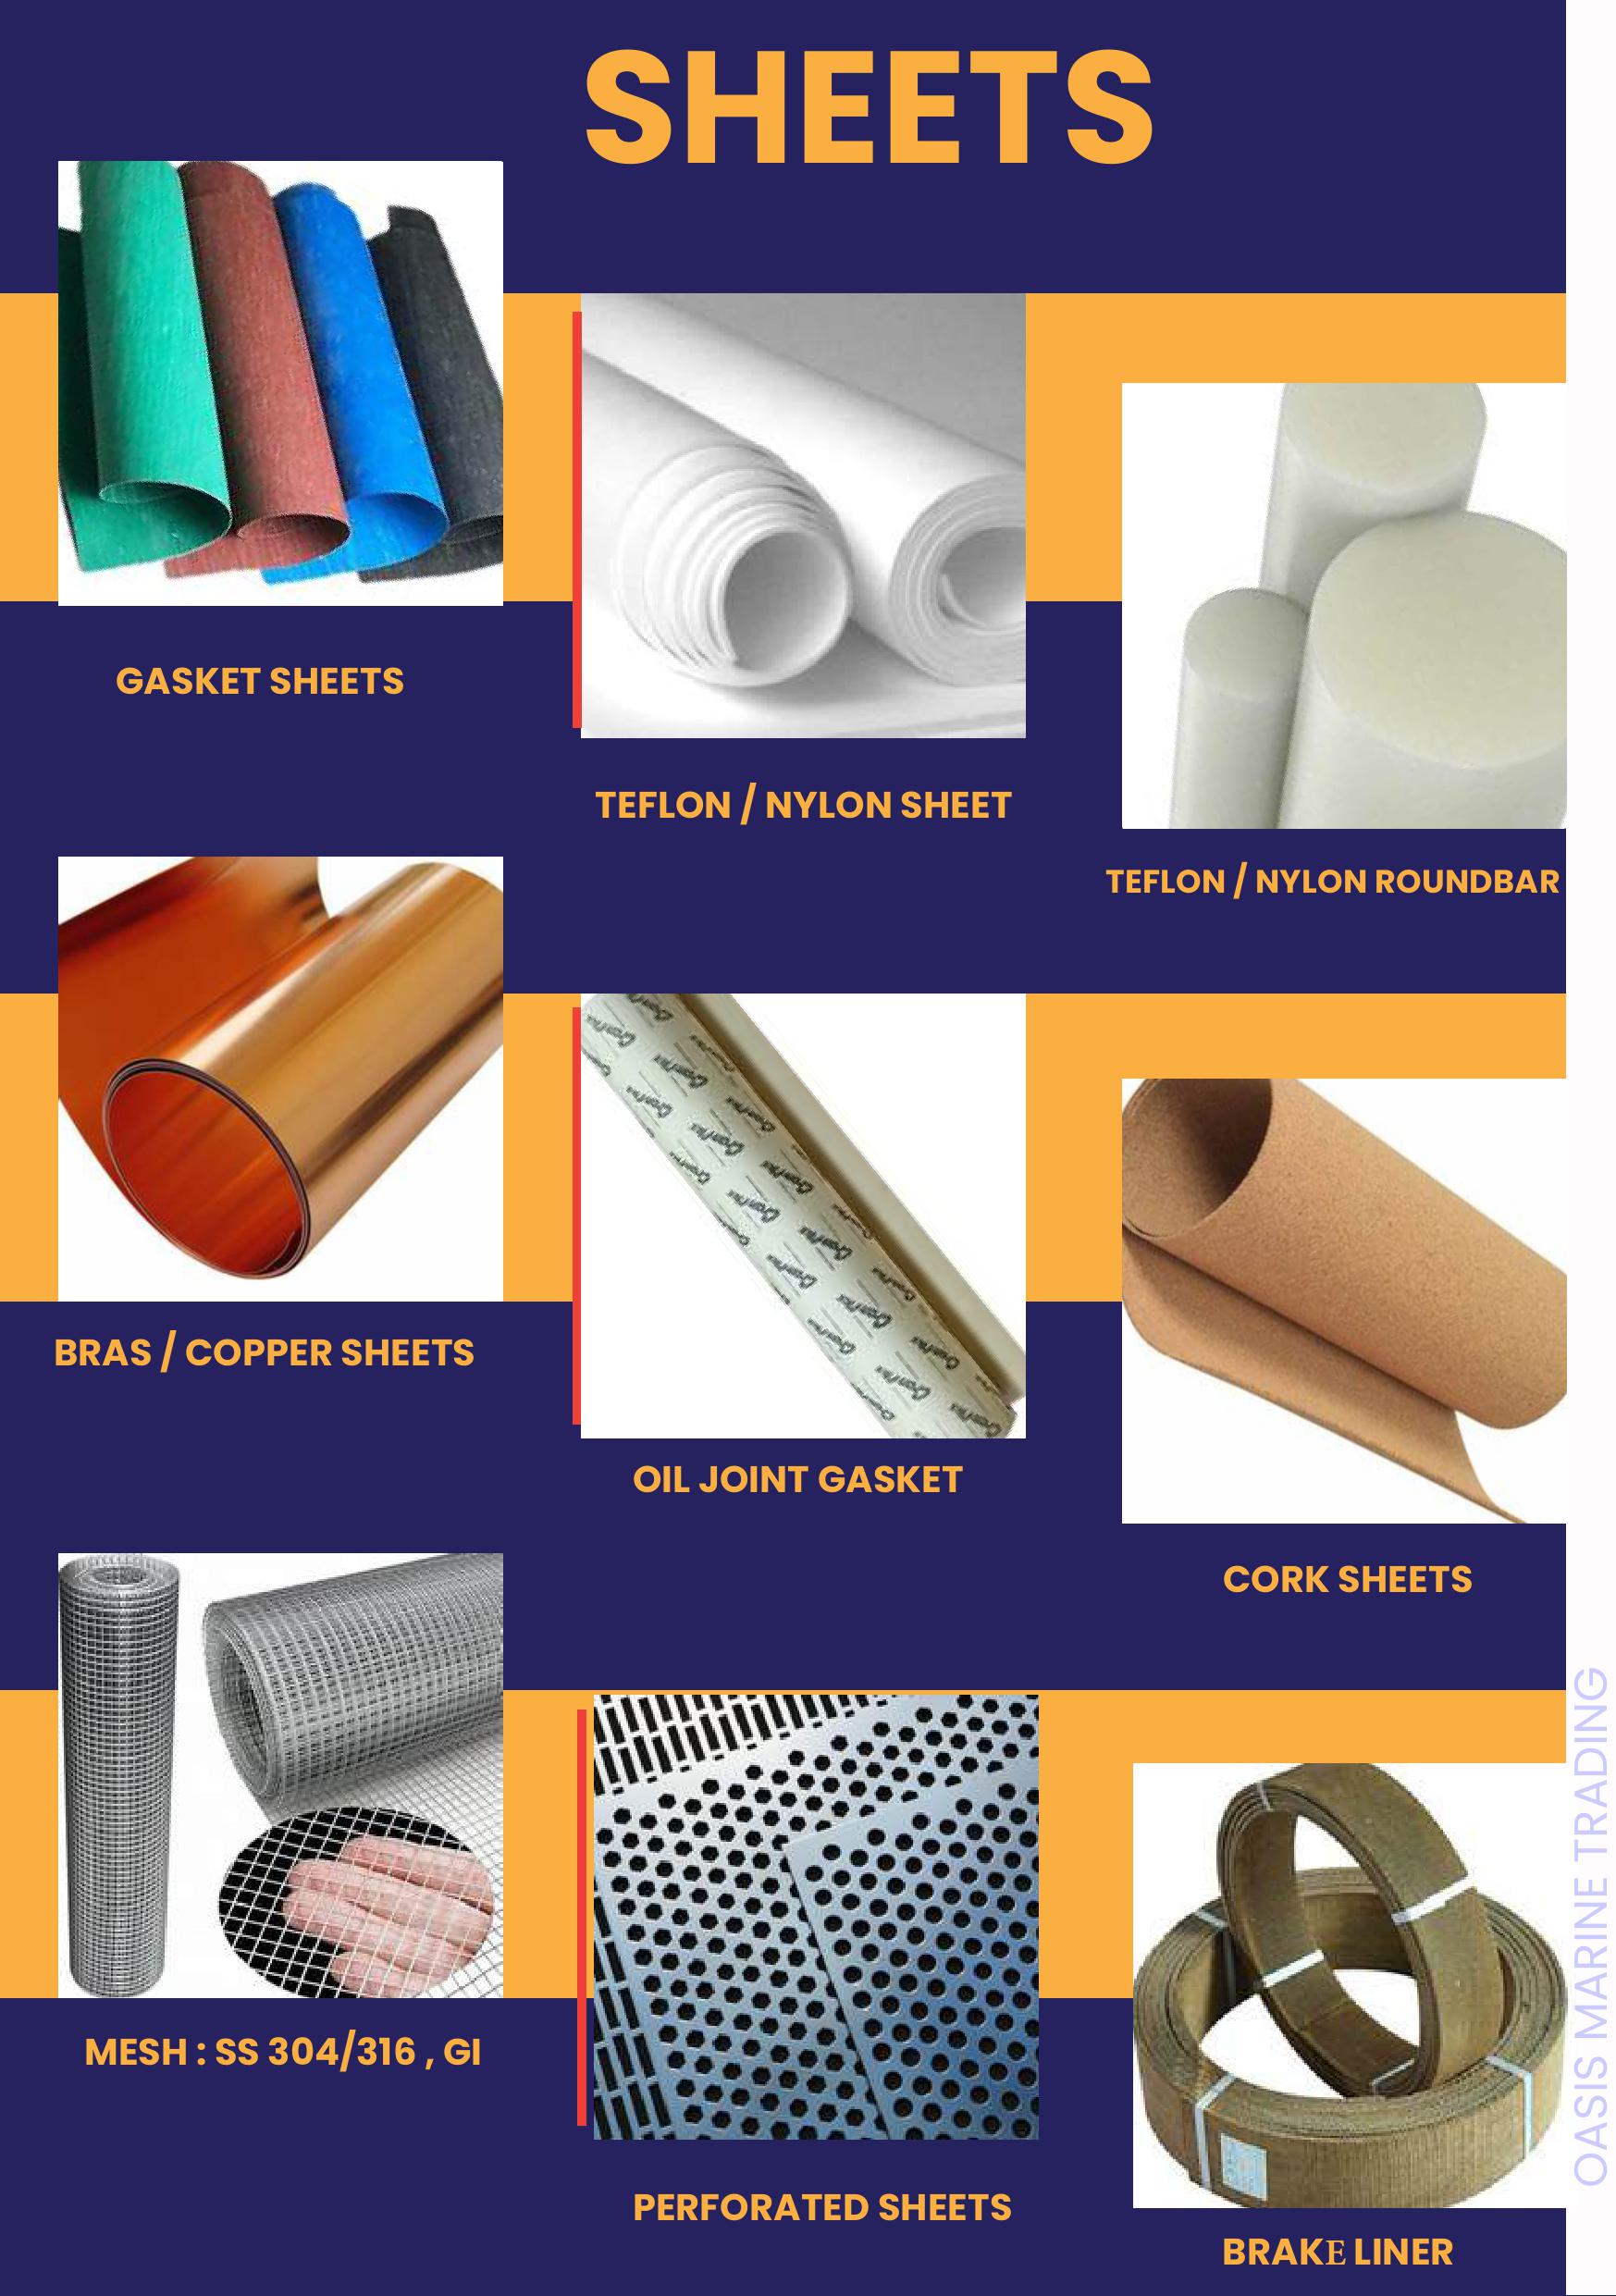 SHEETS
GASKET SHEETS
TEFLON / NYLON SHEET
TEFLON / NYLON ROUNDBAR
BRAS / COPPER SHEETS
OIL JOINT GASKET
CORK SHEETS
MESH : SS 304/316 , GI
PERFORATED SHEETS
BRAKE LINER
OASIS MARINE TRADING